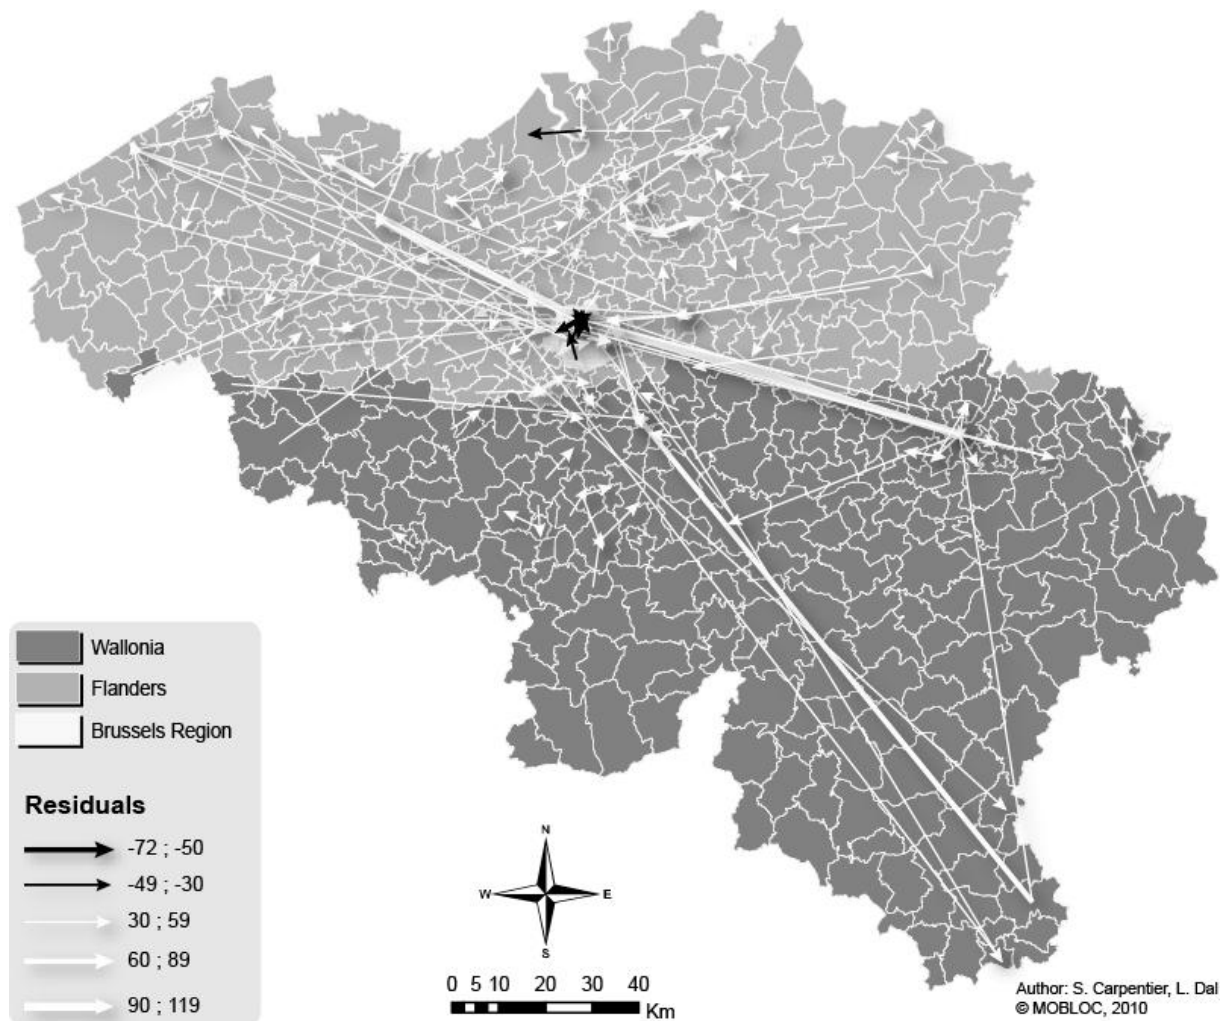 Wallonia
Flanders
Brussels Region
Residuals
-72 ; -50
-49 ; -30
30 ; 59
60 ; 89
90 ; 119
N
W E
S
0 5 10 20 30 40
Km
Author: S. Carpentier, L. Dal
© MOBLOC, 2010